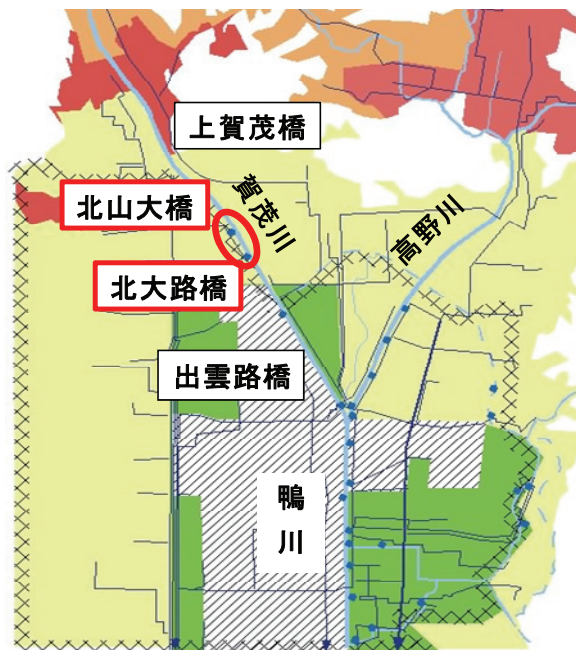 上賀茂橋
北山大橋
賀茂川
高野川
北大路橋
出雲路橋
鴨川